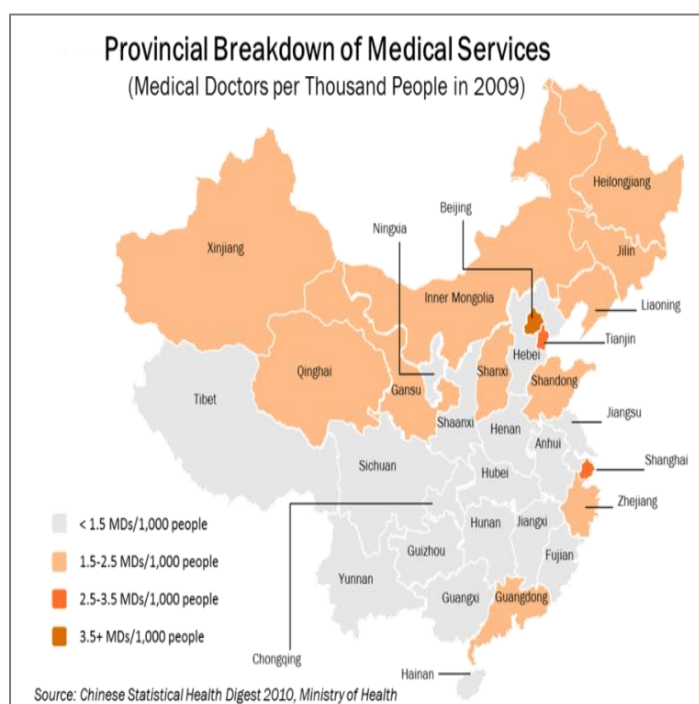 Provincial Breakdown of Medical Services
(Medical Doctors per Thousand People in 2009)
Heilongjiang
Beijing
Ningxia
Jilin
Xinjiang
Inner Mongolia
Liaoning
Tianjin
Hebei
Qinghai
Shanxi
Gansu
Shandong
Tibet
Jiangsu
Shaanxi
Henan
Anhui
Shanghai
Sichuan
Hubei
Zhejiang
< 1.5 MDs/1,000 people
Hunan
Jiangxi
1.5-2.5 MDs/1,000 people
Guizhou
Fujian
Yunnan
2.5-3.5 MDs/1,000 people
Guangxi
Guangdong
3.5+ MDs/1,000 people
Chongqing
Hainan
Source: Chinese Statistical Health Digest 2010, Ministry of Health